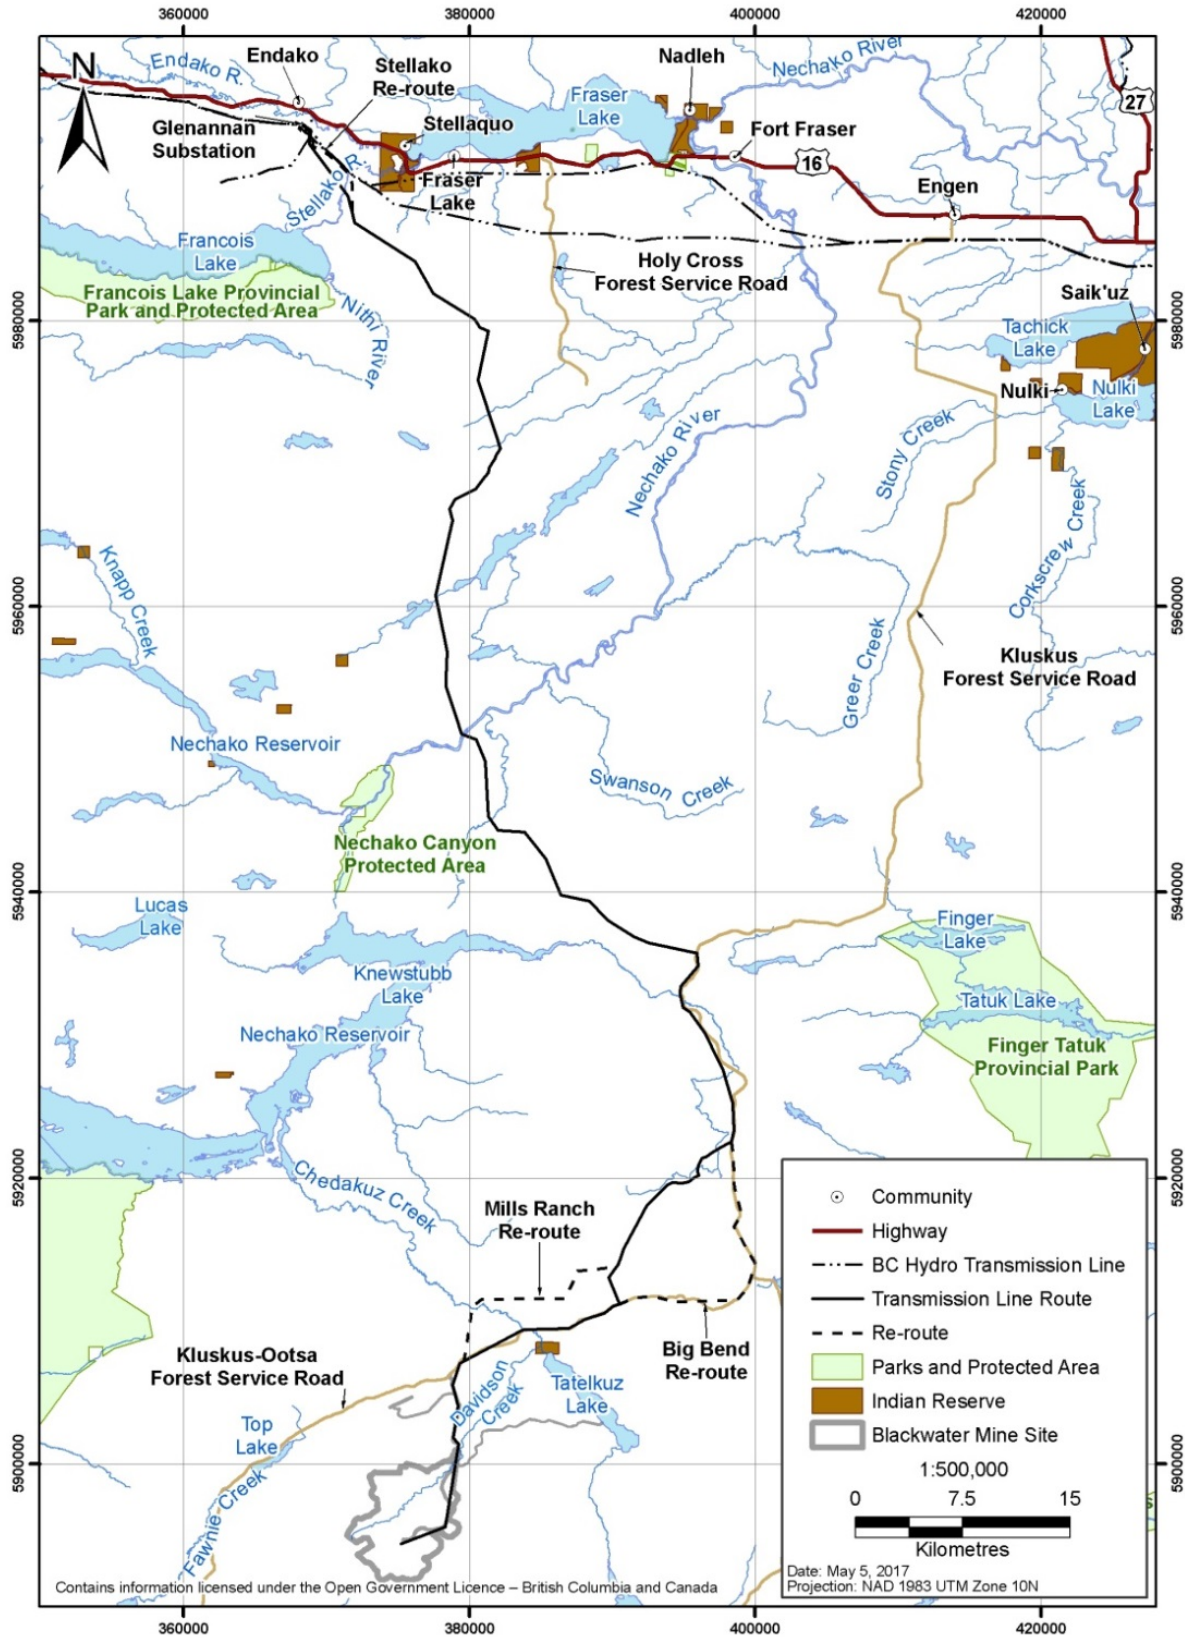 360000
380000
400000
420000
N
Endako R.
Endako
Stellako
Re-route
Nadleh
Nechako River
27
Glenannan
Substation
Stellaquo
Fraser
Lake
Fort Fraser
16
Stellako R.
Fraser
Lake
Engen
Francois
Lake
Holy Cross
Forest Service Road
Francois Lake Provincial
Park and Protected Area
Saik'uz
5980000
5980000
Nithi River
Tachick
Lake
Nulki
Nulki
Lake
Nechako River
Stony Creek
Corkscrew Creek
Knapp Creek
5960000
5960000
Greer Creek
Kluskus
Forest Service Road
Nechako Reservoir
Swanson Creek
Nechako Canyon
Protected Area
5940000
5940000
Lucas
Lake
Finger
Lake
Knewstubb
Lake
Tatuk Lake
Nechako Reservoir
Finger Tatuk
Provincial Park
5920000
5920000
Chedakuz Creek
Mills Ranch
Re-route
Big Bend
Re-route
Kluskus-Ootsa
Forest Service Road
Davidson
Creek
Tatelkuz
Lake
Top
Lake
5900000
5900000
Fawnie Creek
Community
Highway
BC Hydro Transmission Line
Transmission Line Route
Re-route
Parks and Protected Area
Indian Reserve
Blackwater Mine Site
1:500,000
0 7.5 15
Kilometres
Date: May 5, 2017
Projection: NAD 1983 UTM Zone 10N
Contains information licensed under the Open Government Licence – British Columbia and Canada
360000
380000
400000
420000